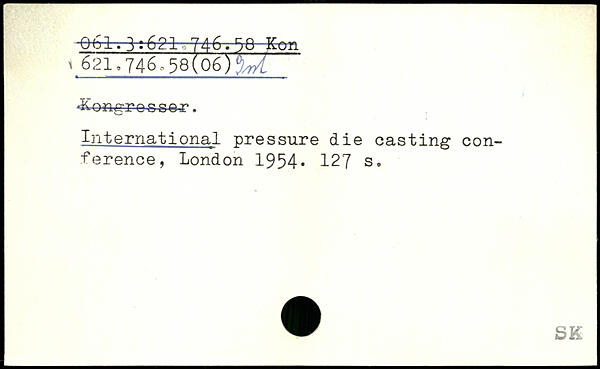 061.3:621.746.58 Kon
621.746.58(06) Int
Kongresser.
International pressure die casting con-
ference, London 1954. 127 s.
SK